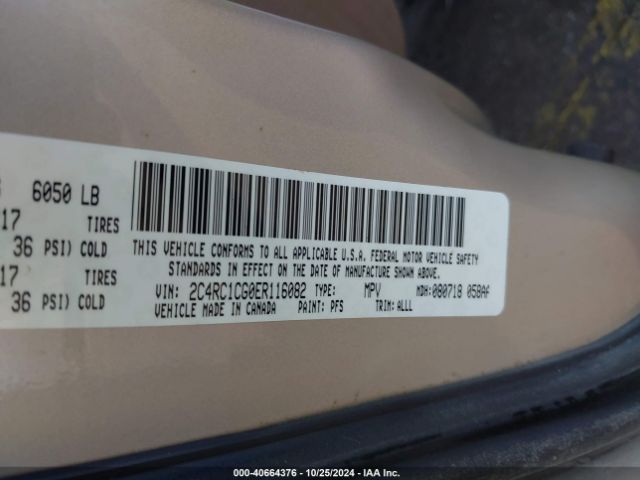 6050 LB
17 TIRES
36 PSI) COLD
17 TIRES
36 PSI) COLD
THIS VEHICLE CONFORMS TO ALL APPLICABLE U.S.A. FEDERAL MOTOR VEHICLE SAFETY
STANDARDS IN EFFECT ON THE DATE OF MANUFACTURE SHOWN ABOVE.
VIN: 2C4RC1CG0ER116082 TYPE: MPV MDH: 080718 058AF
VEHICLE MADE IN CANADA PAINT: PFS TRIM: ALLL
000-40664376 - 10/25/2024 - IAA Inc.